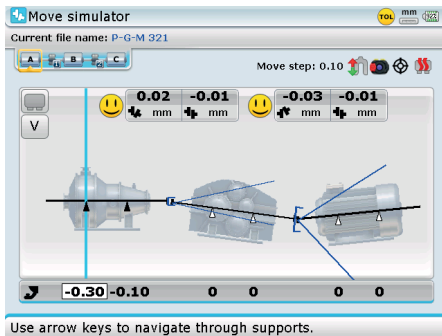 Move simulator
TOL mm 123
Current file name: P-G-M 321
A B C
Move step: 0.10
V
0.02 -0.01 -0.03 -0.01
mm mm mm mm
-0.30 -0.10 0 0 0 0
Use arrow keys to navigate through supports.